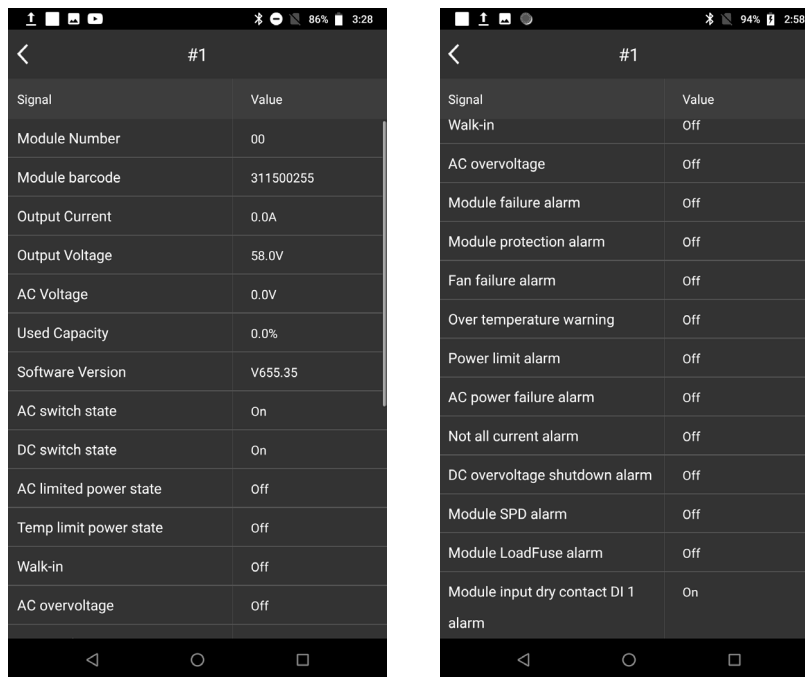 86% 3:28
#1
Signal Value
Module Number 00
Module barcode 311500255
Output Current 0.0A
Output Voltage 58.0V
AC Voltage 0.0V
Used Capacity 0.0%
Software Version V655.35
AC switch state On
DC switch state On
AC limited power state Off
Temp limit power state Off
Walk-in Off
AC overvoltage Off
94% 2:58
#1
Signal Value
Walk-in Off
AC overvoltage Off
Module failure alarm Off
Module protection alarm Off
Fan failure alarm Off
Over temperature warning Off
Power limit alarm Off
AC power failure alarm Off
Not all current alarm Off
DC overvoltage shutdown alarm Off
Module SPD alarm Off
Module LoadFuse alarm Off
Module input dry contact DI 1 On
alarm